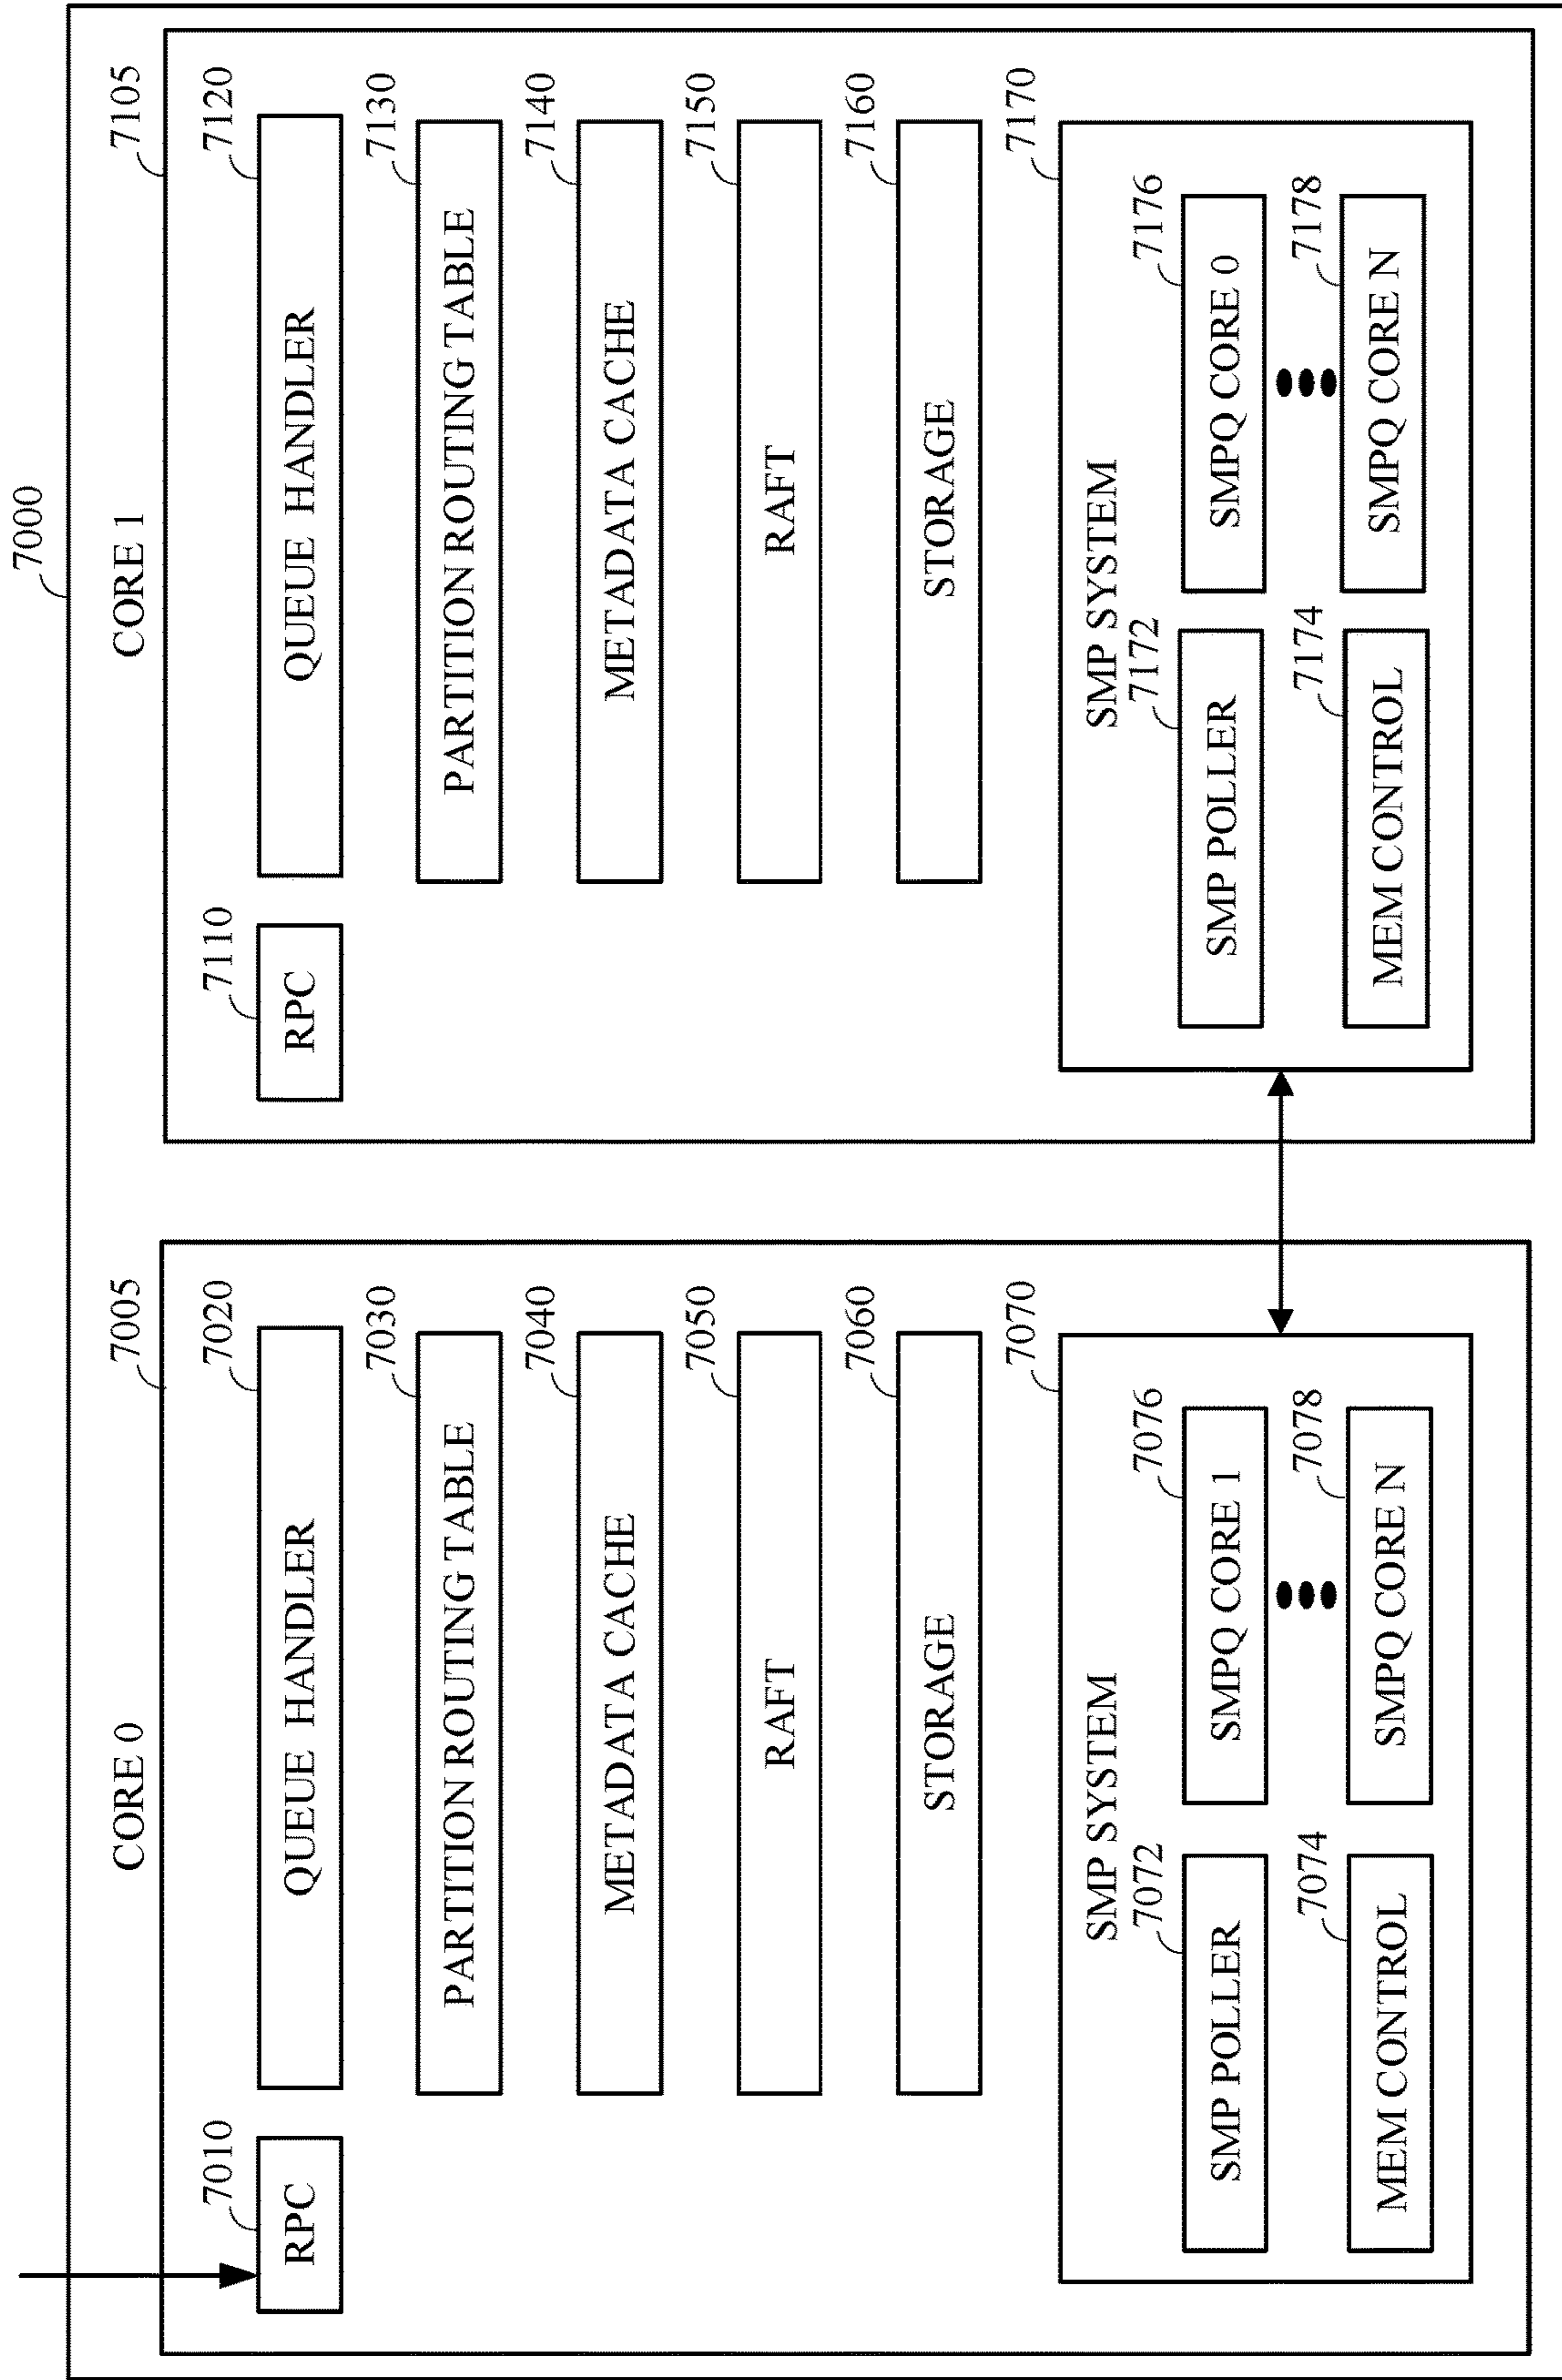 7000
CORE 0
7005
7010
RPC
7020
QUEUE HANDLER
7030
PARTITION ROUTING TABLE
7040
METADATA CACHE
7050
RAFT
7060
STORAGE
7070
SMP SYSTEM
7072
SMP POLLER
7076
SMPQ CORE 1
7074
MEM CONTROL
7078
SMPQ CORE N
CORE 1
7105
7110
RPC
7120
QUEUE HANDLER
7130
PARTITION ROUTING TABLE
7140
METADATA CACHE
7150
RAFT
7160
STORAGE
7170
SMP SYSTEM
7172
SMP POLLER
7176
SMPQ CORE 0
7174
MEM CONTROL
7178
SMPQ CORE N